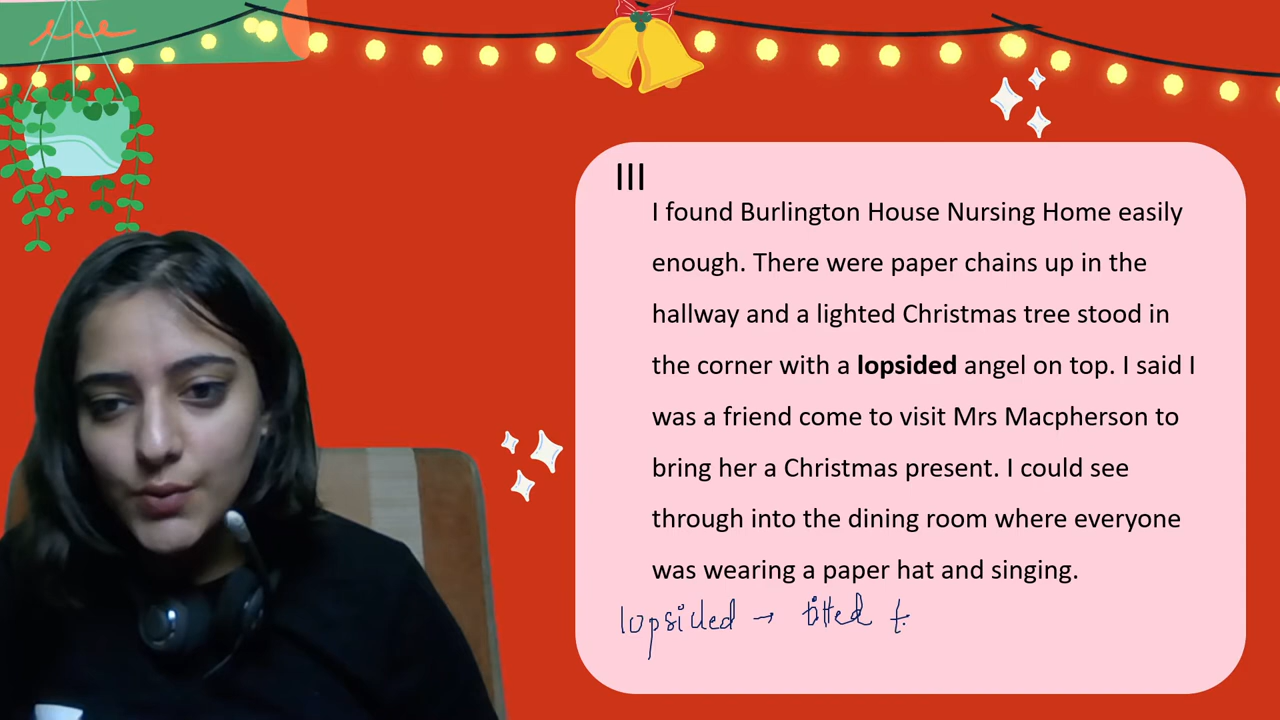 III
I found Burlington House Nursing Home easily
enough. There were paper chains up in the
hallway and a lighted Christmas tree stood in
the corner with a lopsided angel on top. I said I
was a friend come to visit Mrs Macpherson to
bring her a Christmas present. I could see
through into the dining room where everyone
was wearing a paper hat and singing.
lopsided → tilted t